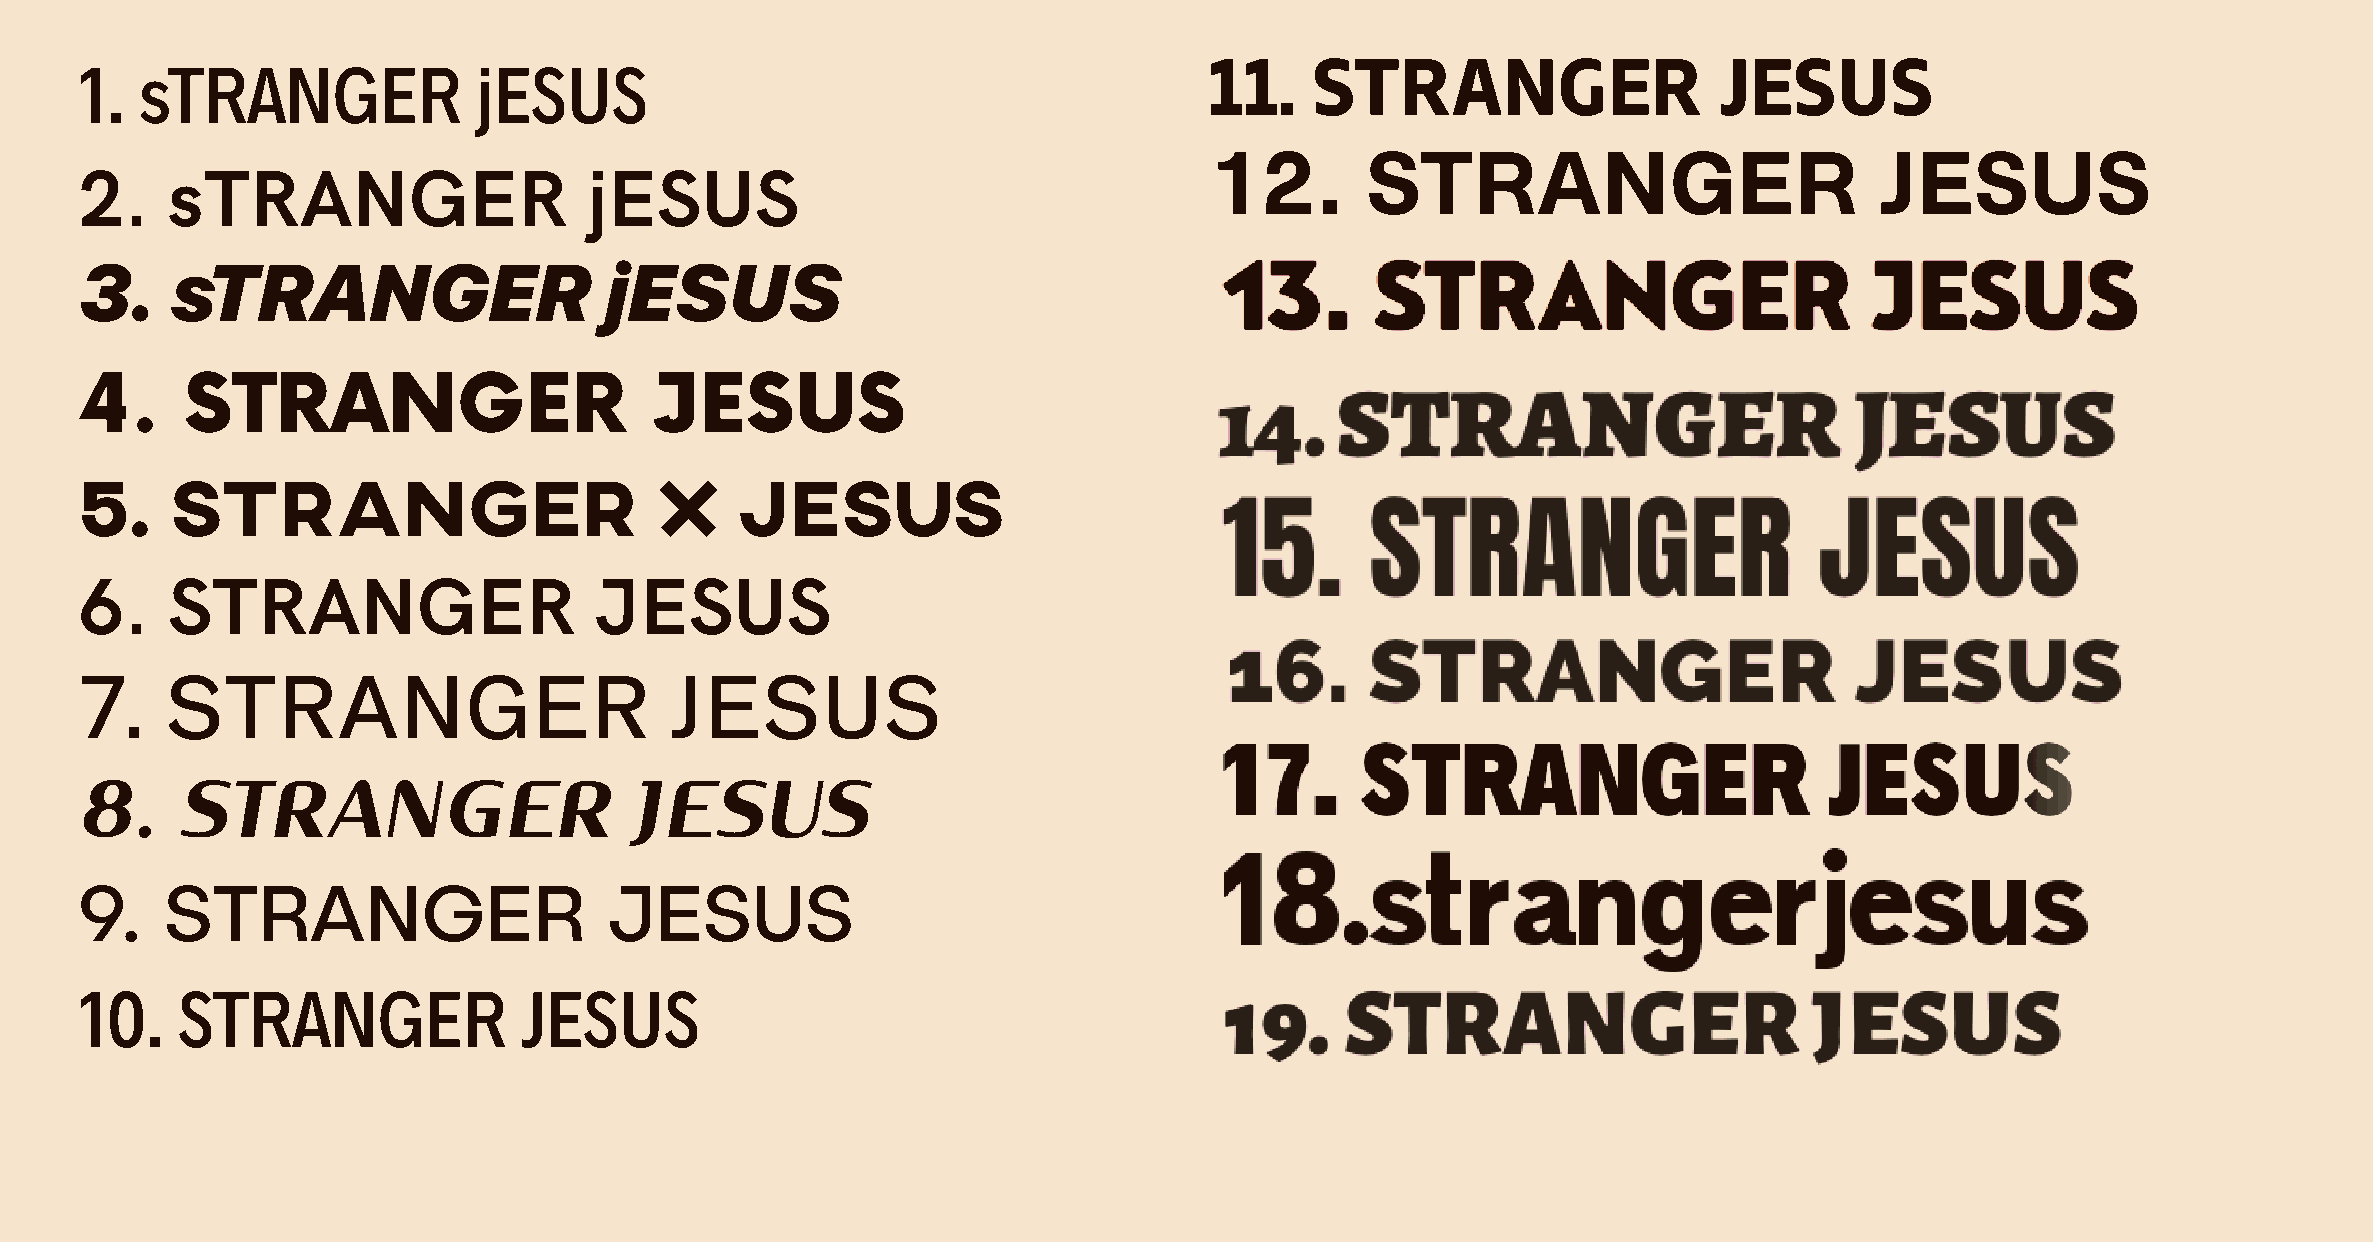 1. sTRANGER jESUS
2. sTRANGER jESUS
3. sTRANGER jESUS
4. STRANGER JESUS
5. STRANGER × JESUS
6. STRANGER JESUS
7. STRANGER JESUS
8. STRANGER JESUS
9. STRANGER JESUS
10. STRANGER JESUS
11. STRANGER JESUS
12. STRANGER JESUS
13. STRANGER JESUS
14. STRANGER JESUS
15. STRANGER JESUS
16. STRANGER JESUS
17. STRANGER JESUS
18.strangerjesus
19. STRANGER JESUS